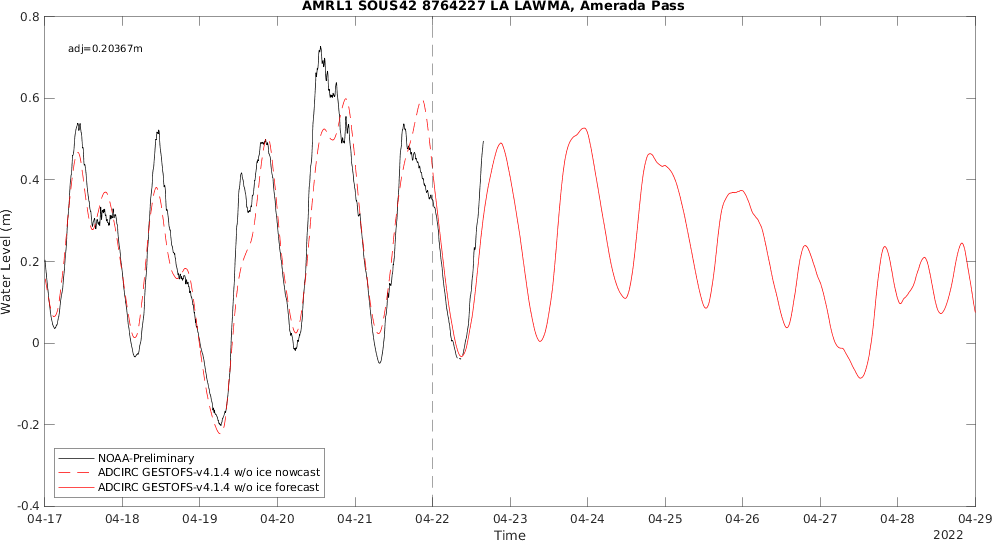 AMRL1 SOUS42 8764227 LA LAWMA, Amerada Pass
adj=0.20367m
0.8
0.6
0.4
0.2
0
-0.2
-0.4
Water Level (m)
NOAA-Preliminary
ADCIRC GESTOFS-v4.1.4 w/o ice nowcast
ADCIRC GESTOFS-v4.1.4 w/o ice forecast
04-17 04-18 04-19 04-20 04-21 04-22 04-23 04-24 04-25 04-26 04-27 04-28 04-29
Time
2022